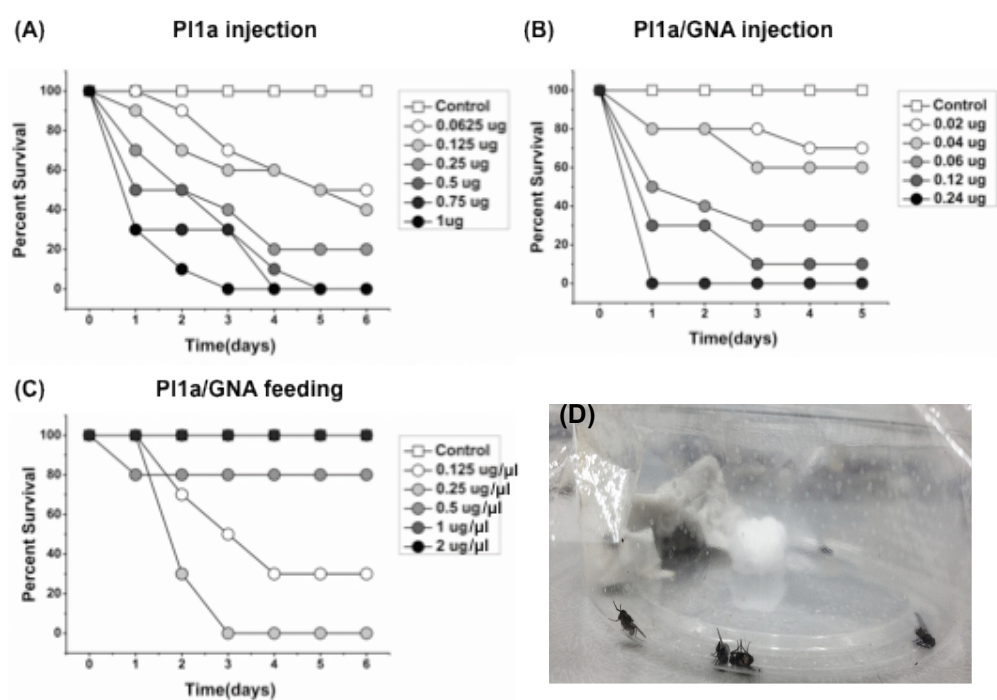 (A)
Pl1a injection
Percent Survival
100
80
60
40
20
0
0 1 2 3 4 5 6
Time(days)
Control
0.0625 ug
0.125 ug
0.25 ug
0.5 ug
0.75 ug
1ug
(B)
Pl1a/GNA injection
Percent Survival
100
80
60
40
20
0
0 1 2 3 4 5
Time(days)
Control
0.02 ug
0.04 ug
0.06 ug
0.12 ug
0.24 ug
(C)
Pl1a/GNA feeding
Percent Survival
100
80
60
40
20
0
0 1 2 3 4 5 6
Time(days)
Control
0.125 ug/µl
0.25 ug/µl
0.5 ug/µl
1 ug/µl
2 ug/µl
(D)